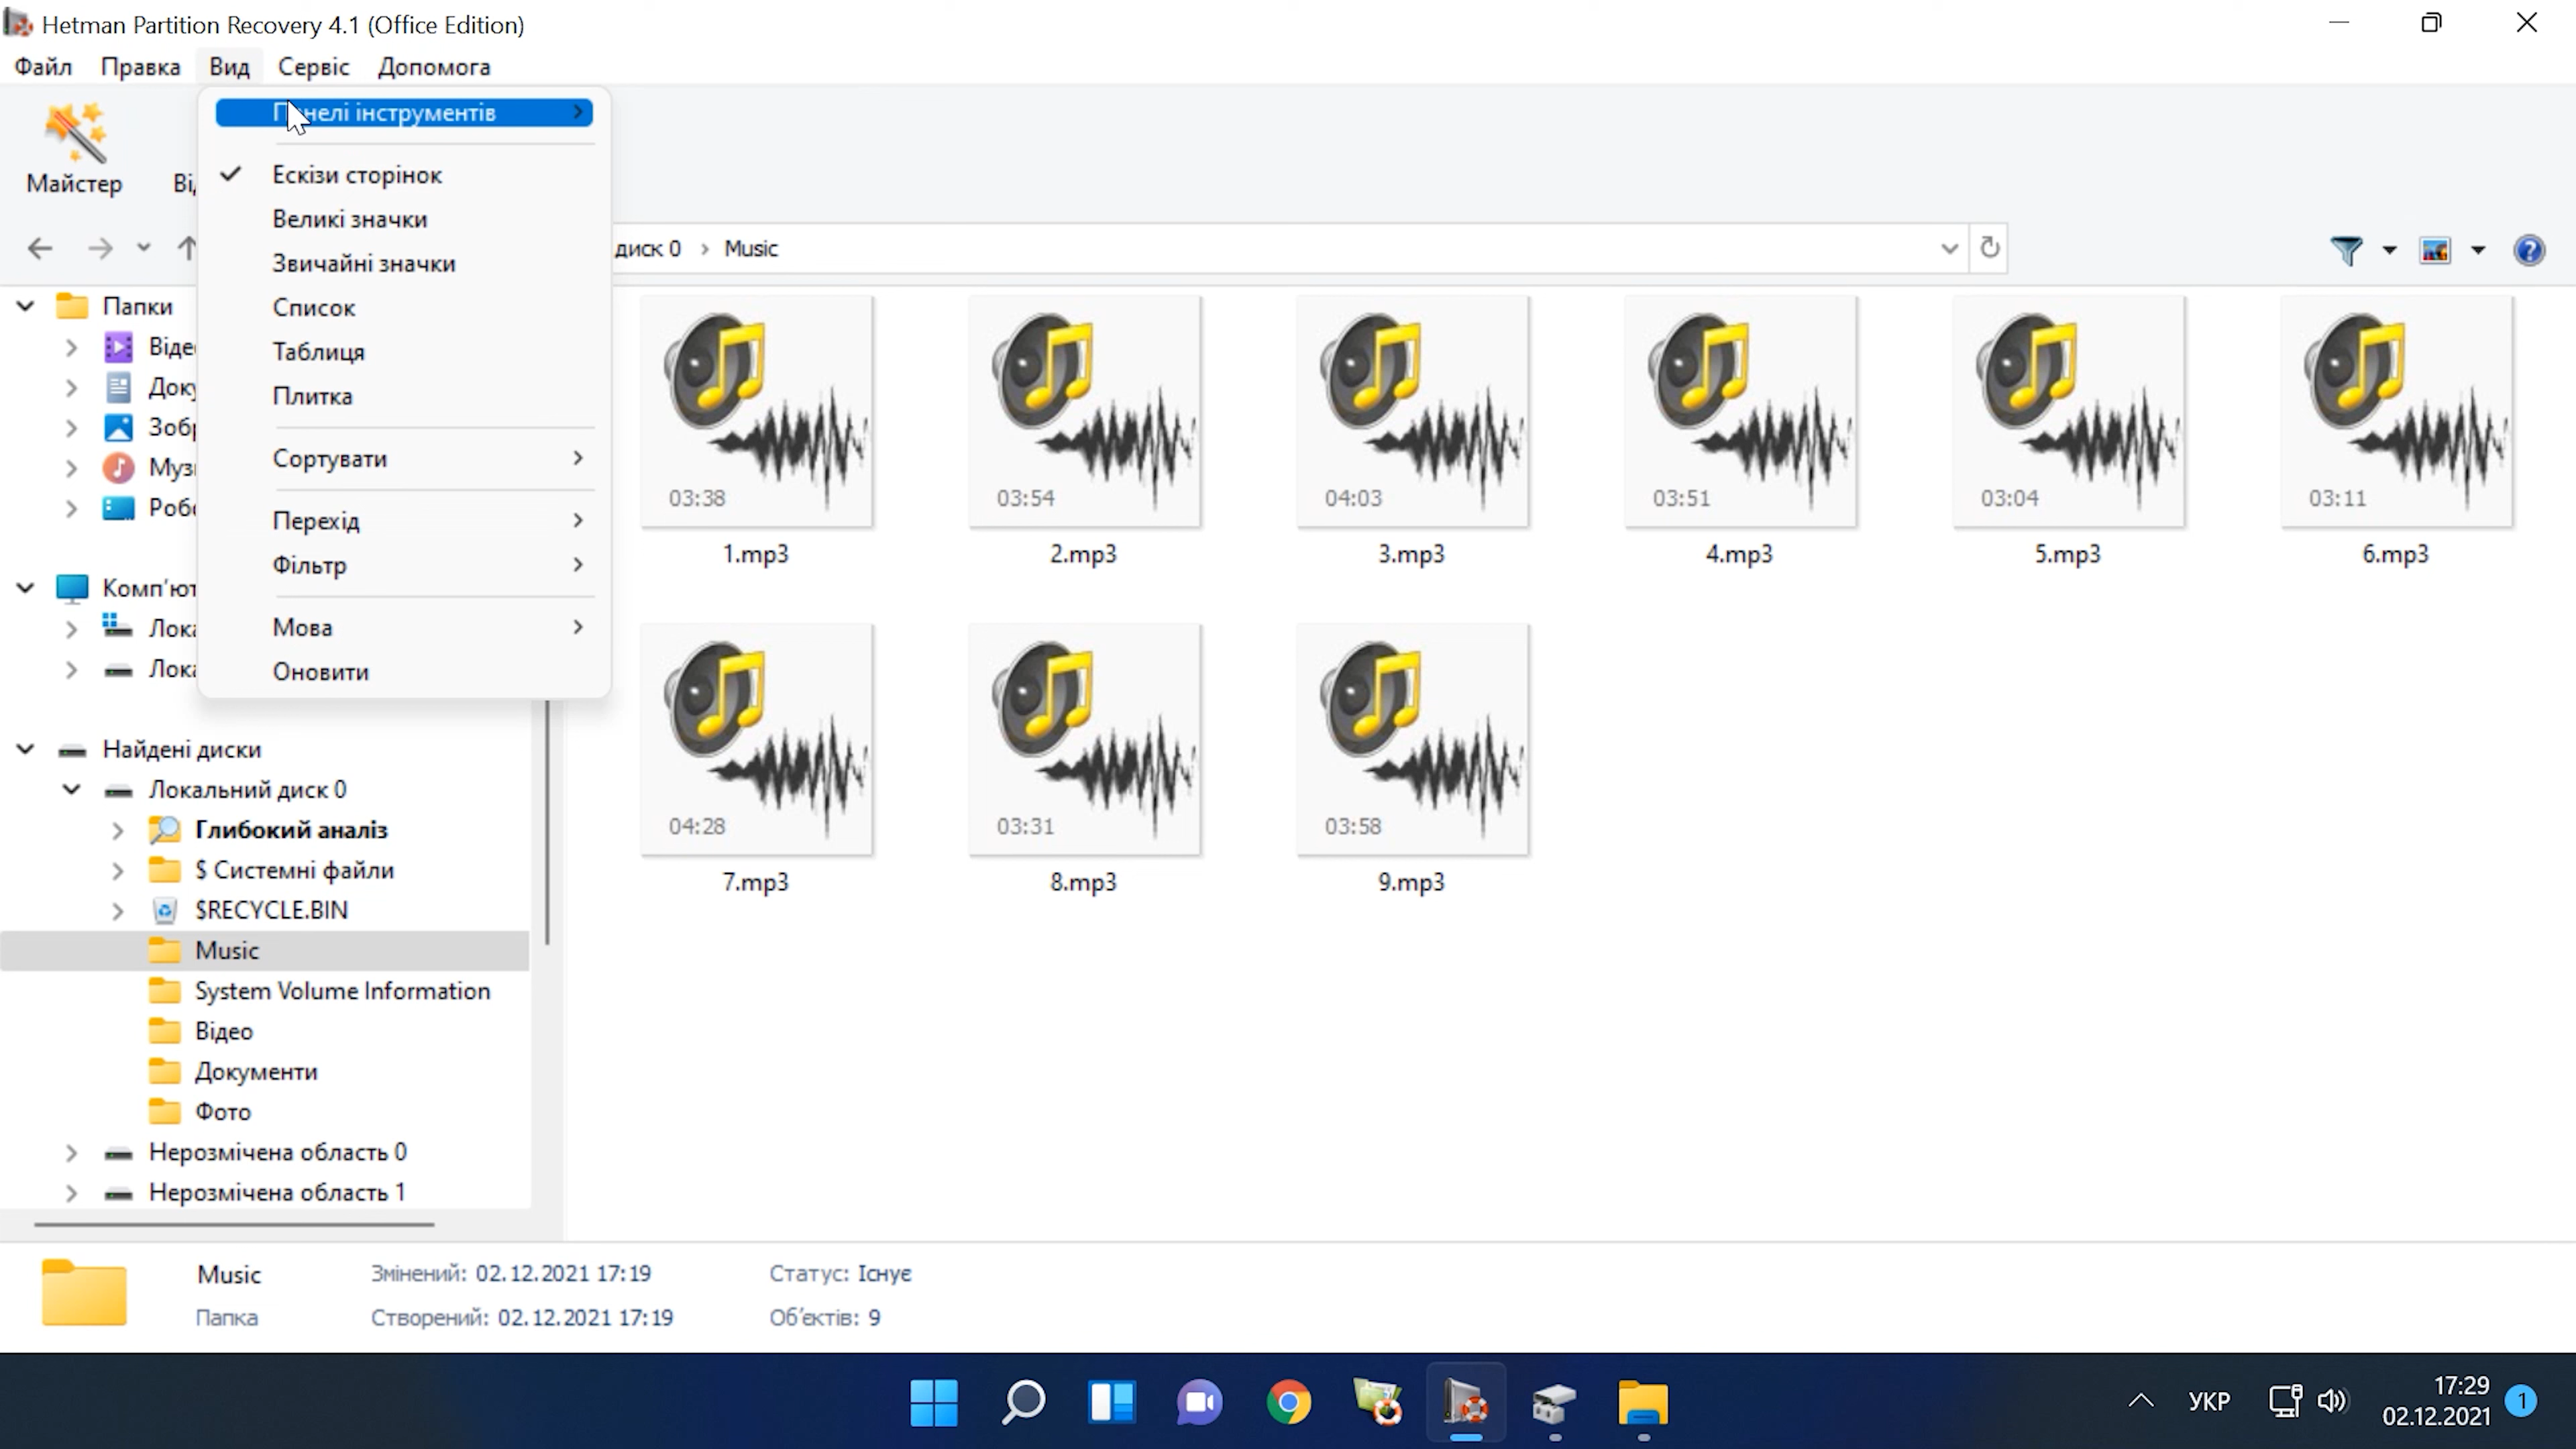 Hetman Partition Recovery 4.1 (Office Edition)
Файл Правка Вид Сервіс Допомога
Майстер
Панелі інструментів
Ескізи сторінок
Великі значки
Звичайні значки
Список
Таблиця
Плитка
Сортувати
Перехід
Фільтр
Мова
Оновити
диск 0 > Music
Папки
Комп'ют
Найдені диски
Локальний диск 0
Глибокий аналіз
$ Системні файли
$RECYCLE.BIN
Music
System Volume Information
Відео
Документи
Фото
Нерозмічена область 0
Нерозмічена область 1
03:38 03:54 04:03 03:51 03:04 03:11
1.mp3 2.mp3 3.mp3 4.mp3 5.mp3 6.mp3
04:28 03:31 03:58
7.mp3 8.mp3 9.mp3
Music Змінений: 02.12.2021 17:19 Статус: Існує
Папка Створений: 02.12.2021 17:19 Об'єктів: 9
УКР
17:29
02.12.2021
1